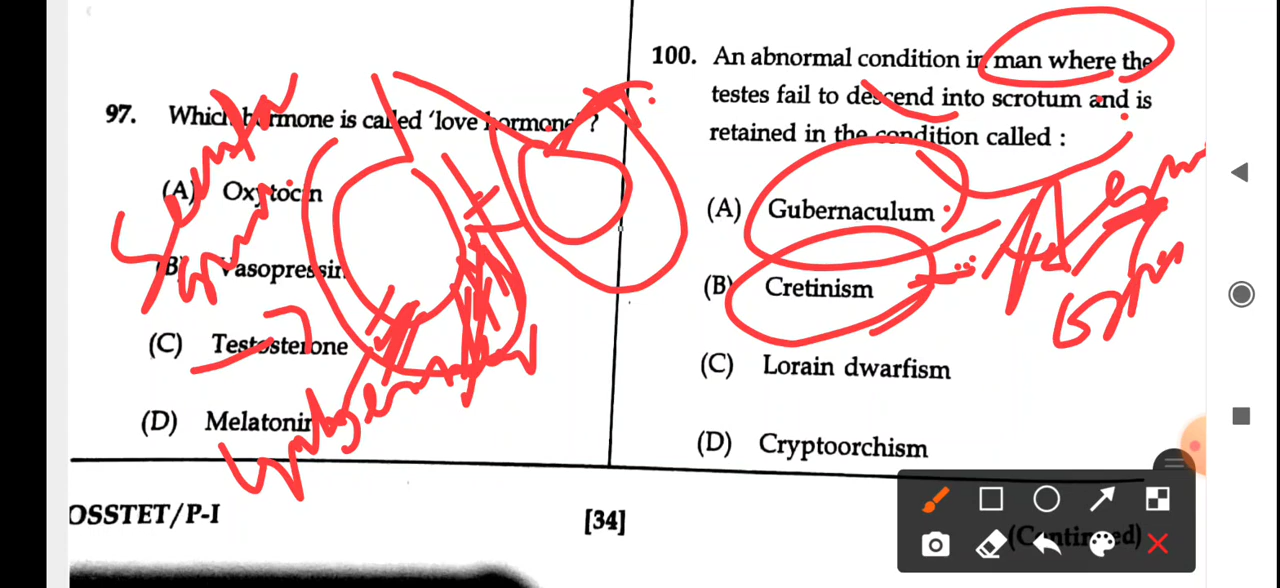 97. Which hormone is called 'love hormone' ?
(A) Oxytocin
(B) Vasopressin
(C) Testosterone
(D) Melatonin
100. An abnormal condition in man where the
testes fail to descend into scrotum and is
retained in the condition called :
(A) Gubernaculum
(B) Cretinism
(C) Lorain dwarfism
(D) Cryptoorchism
OSSTET/P-I
[34]
(Continued)